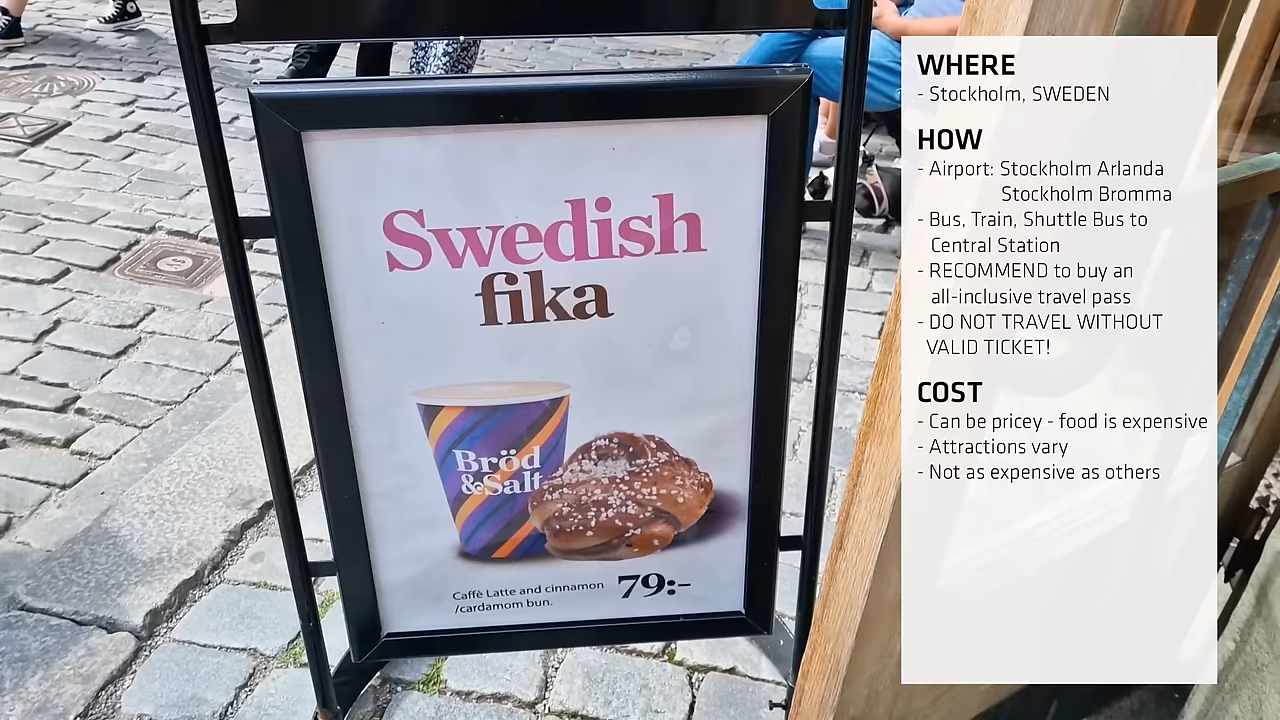 Swedish
fika
Bröd
&Salt
Caffè Latte and cinnamon
/cardamom bun.
79:-
WHERE
- Stockholm, SWEDEN
HOW
- Airport: Stockholm Arlanda
Stockholm Bromma
- Bus, Train, Shuttle Bus to
Central Station
- RECOMMEND to buy an
all-inclusive travel pass
- DO NOT TRAVEL WITHOUT
VALID TICKET!
COST
- Can be pricey - food is expensive
- Attractions vary
- Not as expensive as others